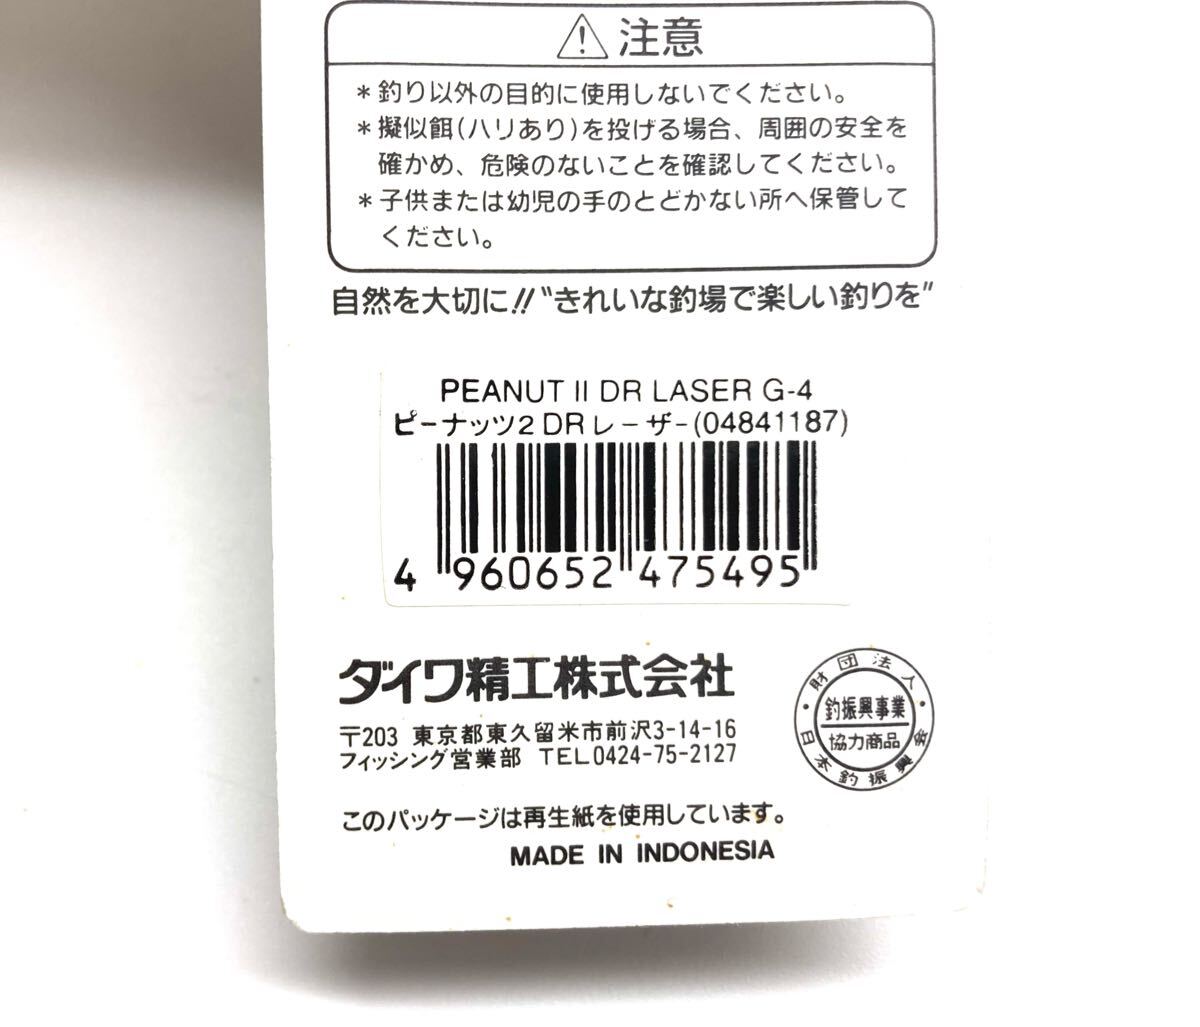 注意
*釣り以外の目的に使用しないでください。
*擬似餌(ハリあり)を投げる場合、周囲の安全を
確かめ、危険のないことを確認してください。
*子供または幼児の手のとどかない所へ保管して
ください。
自然を大切に!!"きれいな釣場で楽しい釣りを"
PEANUT II DR LASER G-4
ピーナッツ2 DR レーザー(04841187)
4 960652 475495
ダイワ精工株式会社
〒203 東京都東久留米市前沢3-14-16
フィッシング営業部 TEL0424-75-2127
財団法人
釣振興事業
協力商品
日本釣振興会
このパッケージは再生紙を使用しています。
MADE IN INDONESIA